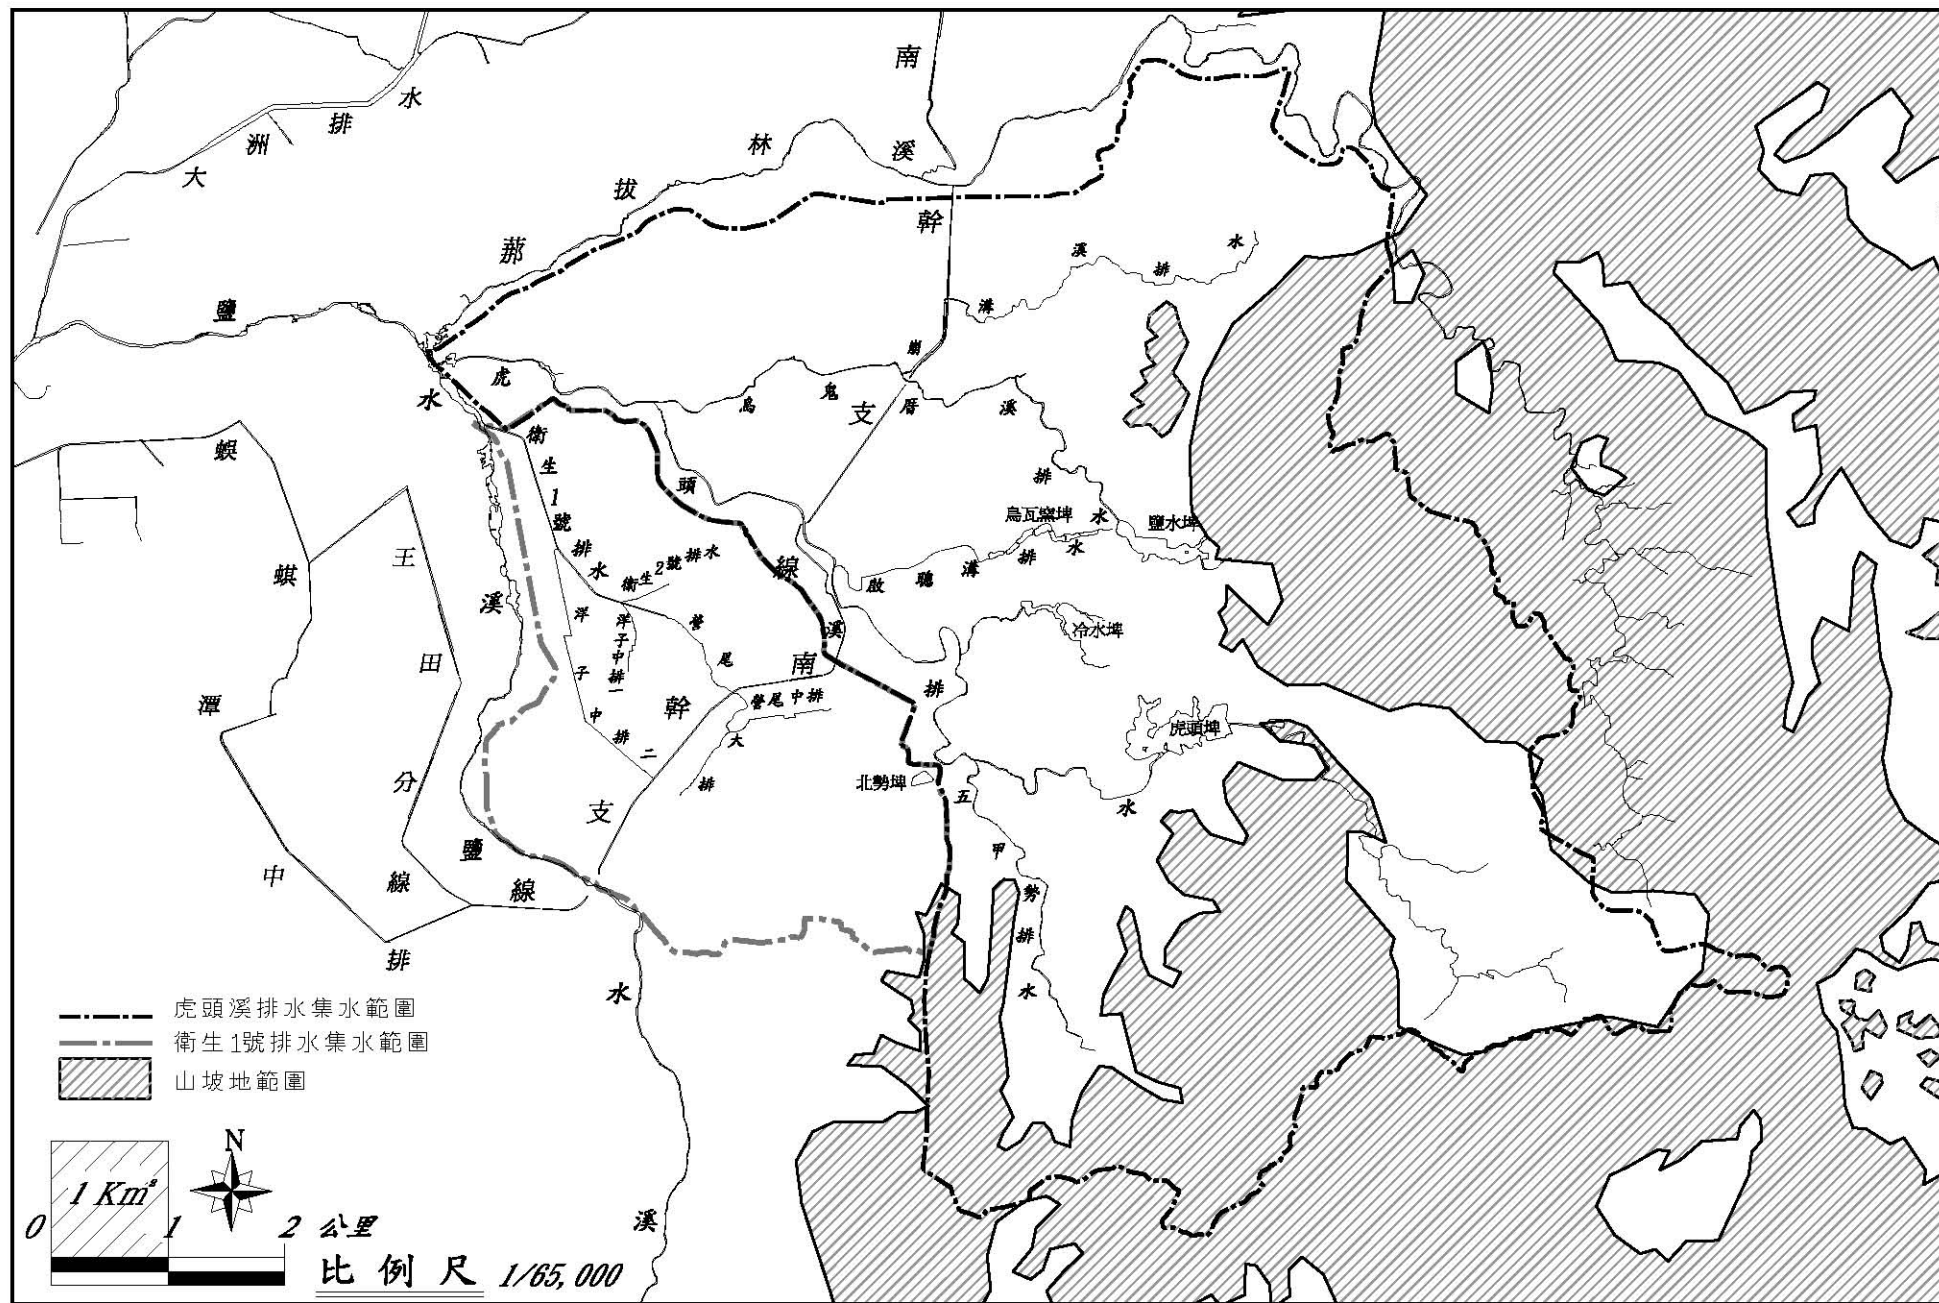 大洲排水
南幹支線
那拔林溪
鹽水溪
崩溝溪排水
虎頭溪排水
烏鬼厝溪排水
衛生1號排水
衛生2號排水
烏瓦窯埤
鹽水埤
啟聰溝排水
冷水埤
虎頭埤
北勢埤
五甲勢排水
洋子中排一
洋子中排二
營尾大排
營尾中排
南幹支線
王田分線
蜈蜞潭中排
鹽水溪
虎頭溪排水集水範圍
衛生1號排水集水範圍
山坡地範圍
N
1 Km²
0 1 2 公里
比例尺 1/65,000